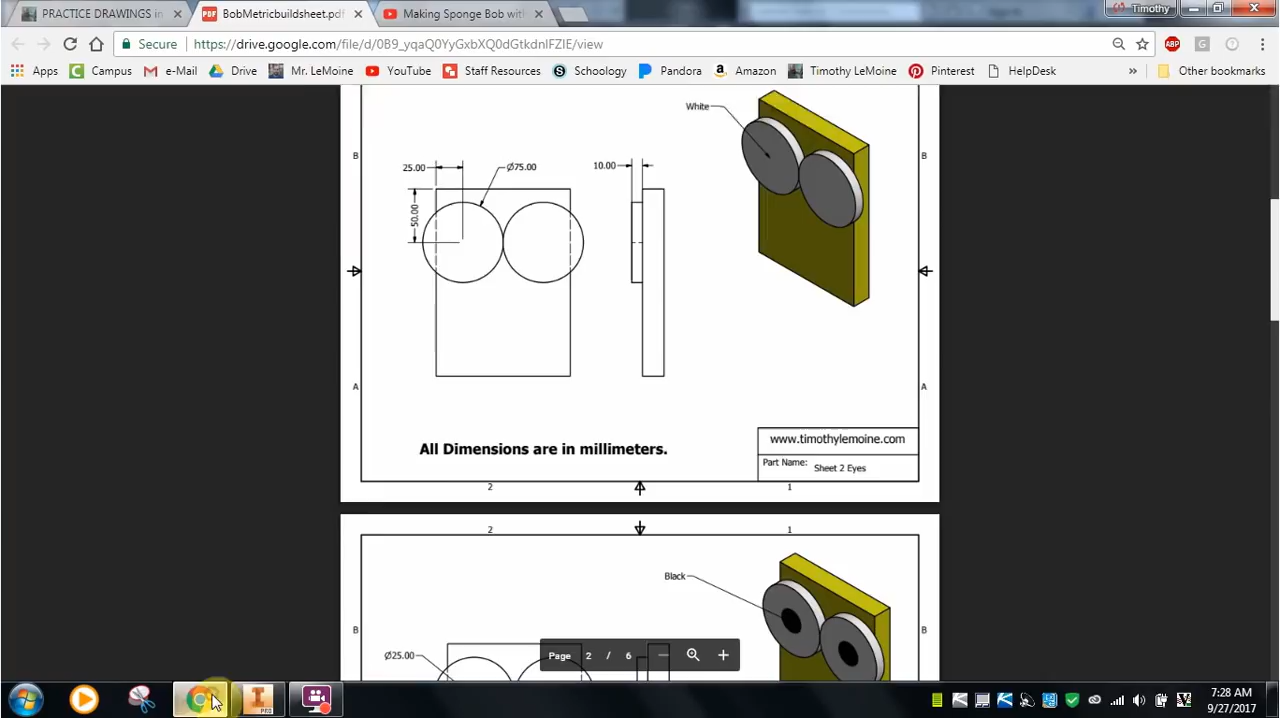 PRACTICE DRAWINGS in
BobMetricbuildsheet.pdf
Making Sponge Bob with
Timothy
Secure
https://drive.google.com/file/d/0B9_yqaQ0YyGxbXQ0dGtkdnlFZlE/view
ABP
G
Apps
Campus
e-Mail
Drive
Mr. LeMoine
YouTube
Staff Resources
Schoology
Pandora
Amazon
Timothy LeMoine
Pinterest
HelpDesk
»
Other bookmarks
White
B
B
25.00
Ø75.00
10.00
50.00
A
A
www.timothylemoine.com
All Dimensions are in millimeters.
Part Name: Sheet 2 Eyes
2
1
2
1
Black
B
B
Ø25.00
Page 2 / 6
PRO
7:28 AM
9/27/2017